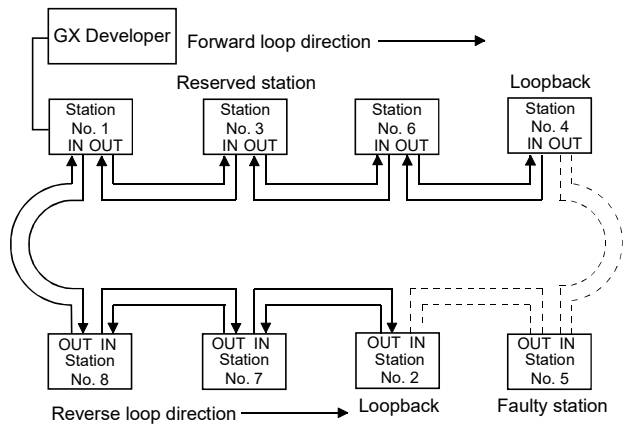 GX Developer
Forward loop direction
Reserved station
Loopback
Station
No. 1
IN OUT
Station
No. 3
IN OUT
Station
No. 6
IN OUT
Station
No. 4
IN OUT
OUT IN
Station
No. 8
OUT IN
Station
No. 7
OUT IN
Station
No. 2
OUT IN
Station
No. 5
Reverse loop direction
Loopback
Faulty station